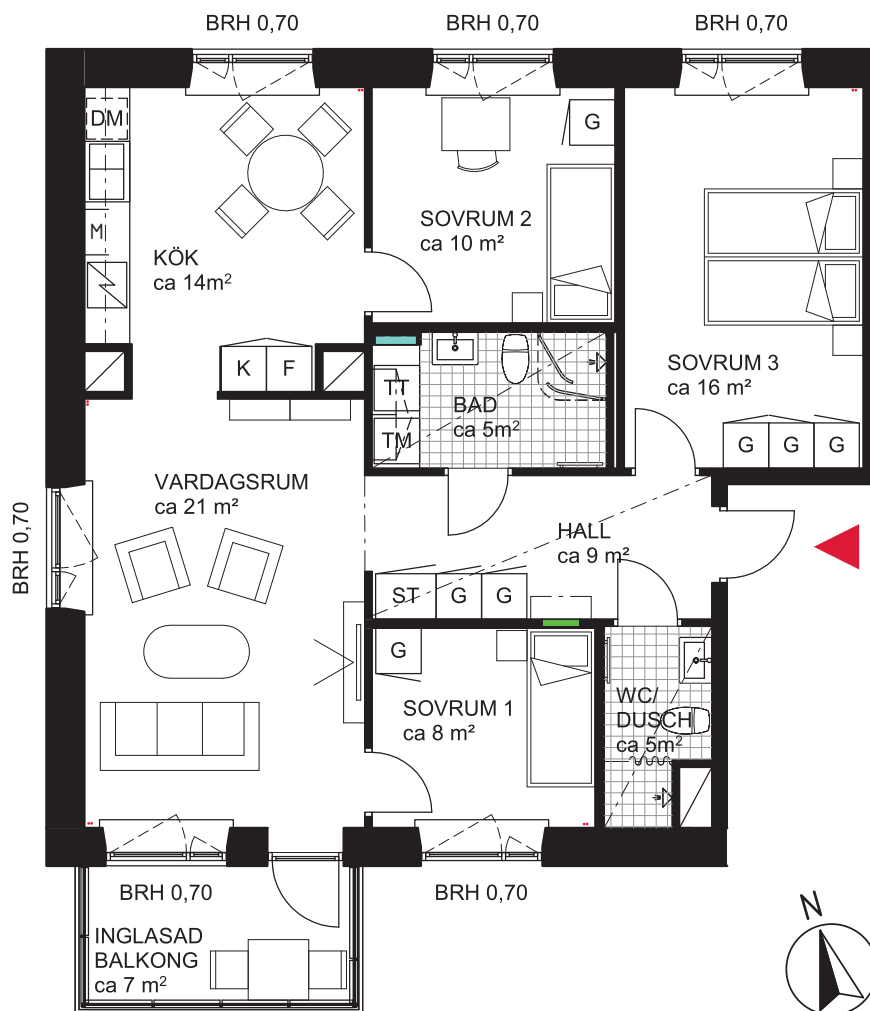 BRH 0,70
BRH 0,70
BRH 0,70
DM
M
KÖK
ca 14m²
K
F
G
SOVRUM 2
ca 10 m²
SOVRUM 3
ca 16 m²
G
G
G
TT
TM
BAD
ca 5m²
VARDAGSRUM
ca 21 m²
BRH 0,70
HALL
ca 9 m²
ST
G
G
G
SOVRUM 1
ca 8 m²
WC/
DUSCH
ca 5m²
BRH 0,70
BRH 0,70
INGLASAD
BALKONG
ca 7 m²
N